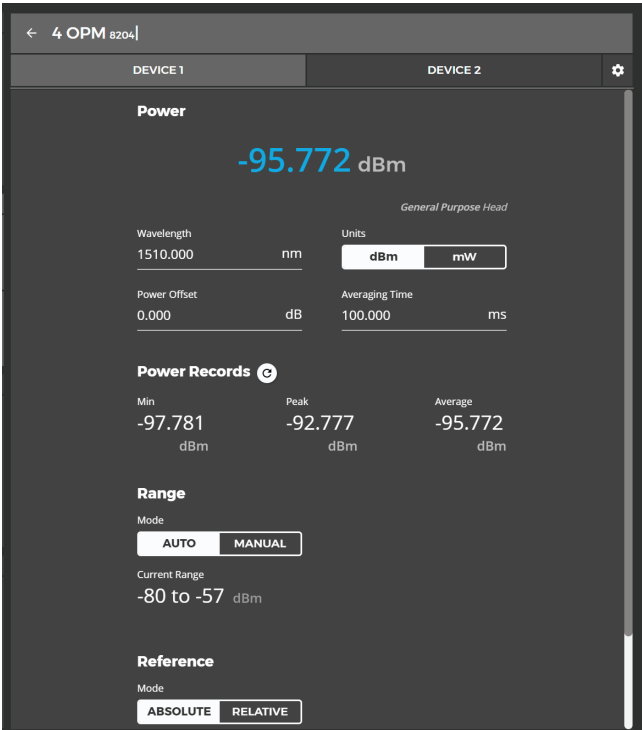 ← 4 OPM 8204
DEVICE 1 DEVICE 2
Power
-95.772 dBm
General Purpose Head
Wavelength Units
1510.000 nm dBm mW
Power Offset Averaging Time
0.000 dB 100.000 ms
Power Records
Min Peak Average
-97.781 -92.777 -95.772
dBm dBm dBm
Range
Mode
AUTO MANUAL
Current Range
-80 to -57 dBm
Reference
Mode
ABSOLUTE RELATIVE